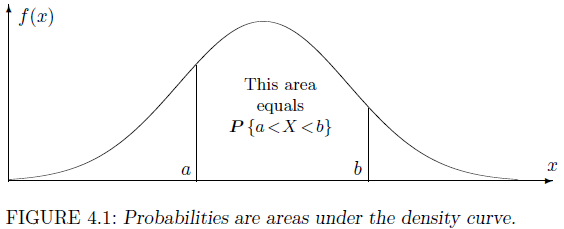 f(x)
This area
equals
P {a<X<b}
a
b
x
FIGURE 4.1: Probabilities are areas under the density curve.